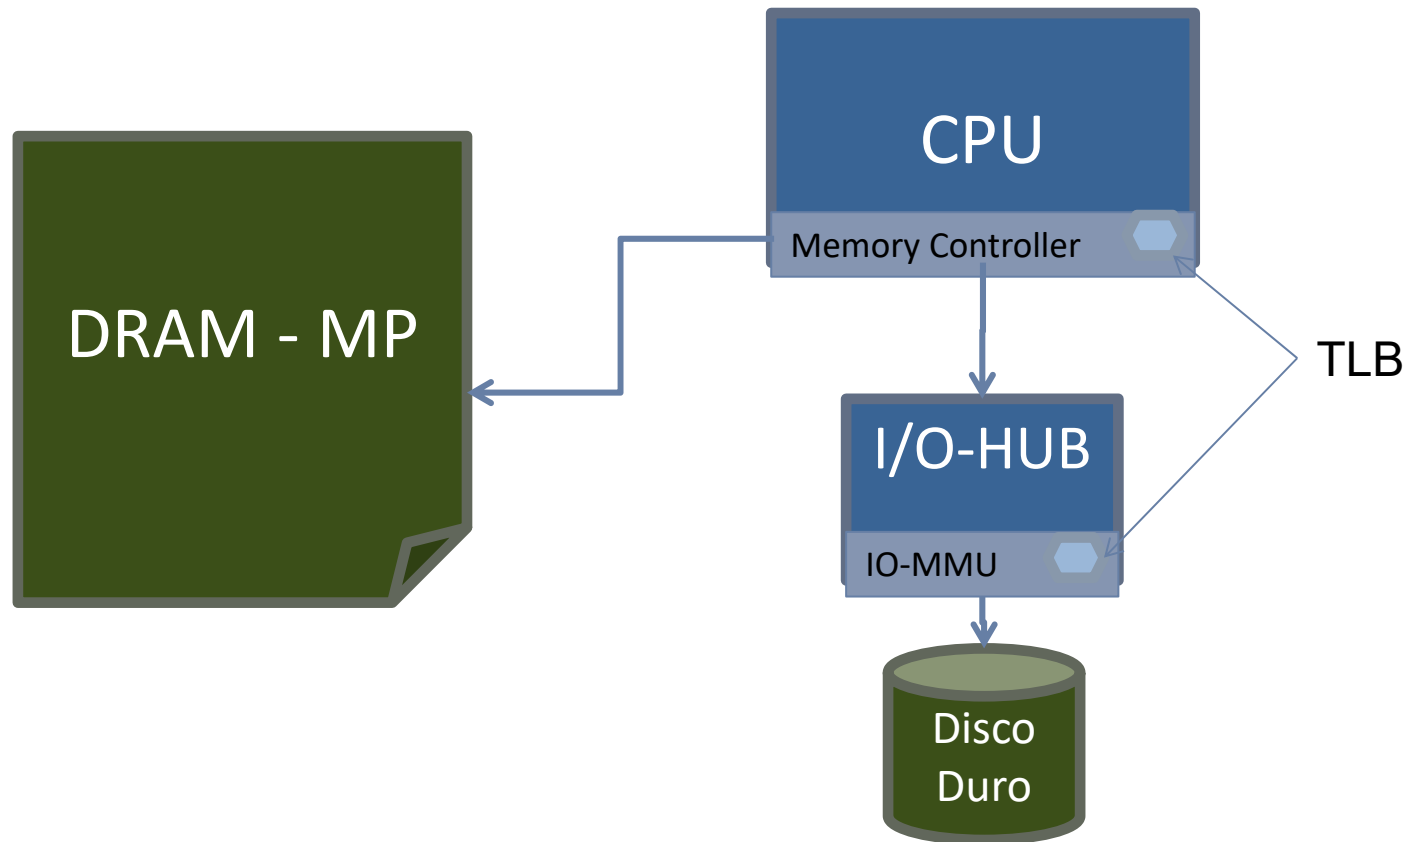 CPU
Memory Controller
DRAM - MP
TLB
I/O-HUB
IO-MMU
Disco
Duro